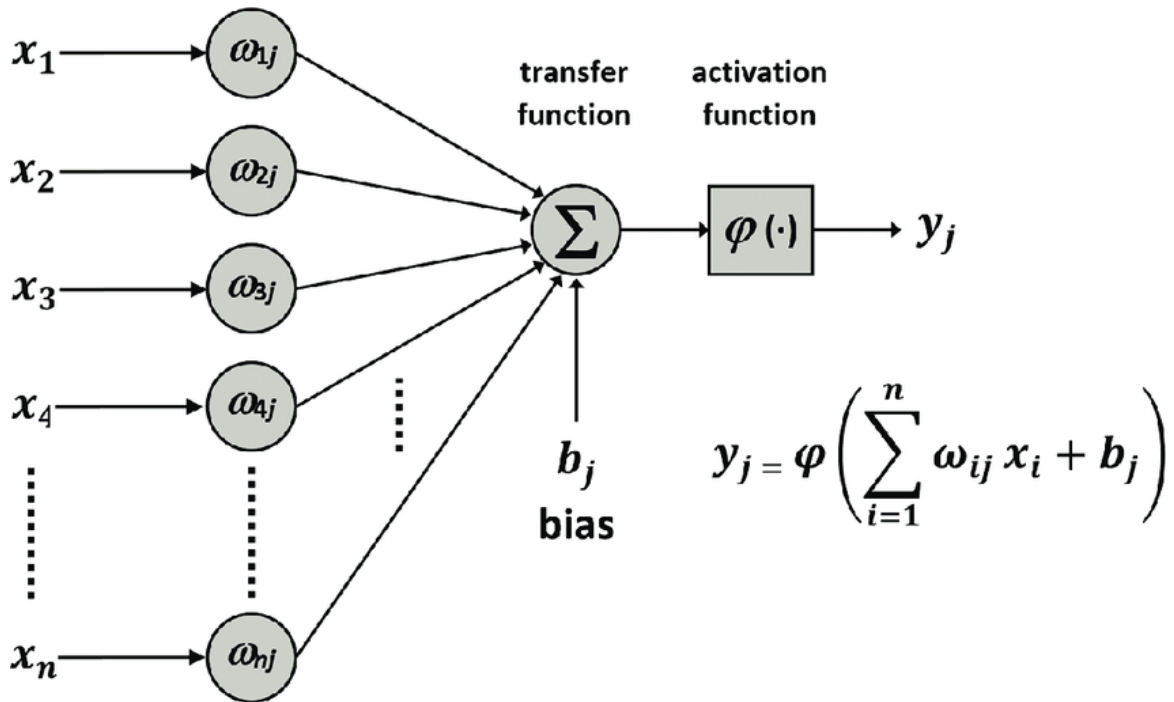 x₁ ω₁ⱼ
transfer function
activation function
x₂ ω₂ⱼ
Σ φ(·) yⱼ
x₃ ω₃ⱼ
x₄ ω₄ⱼ
bⱼ
bias
yⱼ = φ(∑ⁿᵢ₌₁ ωᵢⱼ xᵢ + bⱼ)
xₙ ωₙⱼ